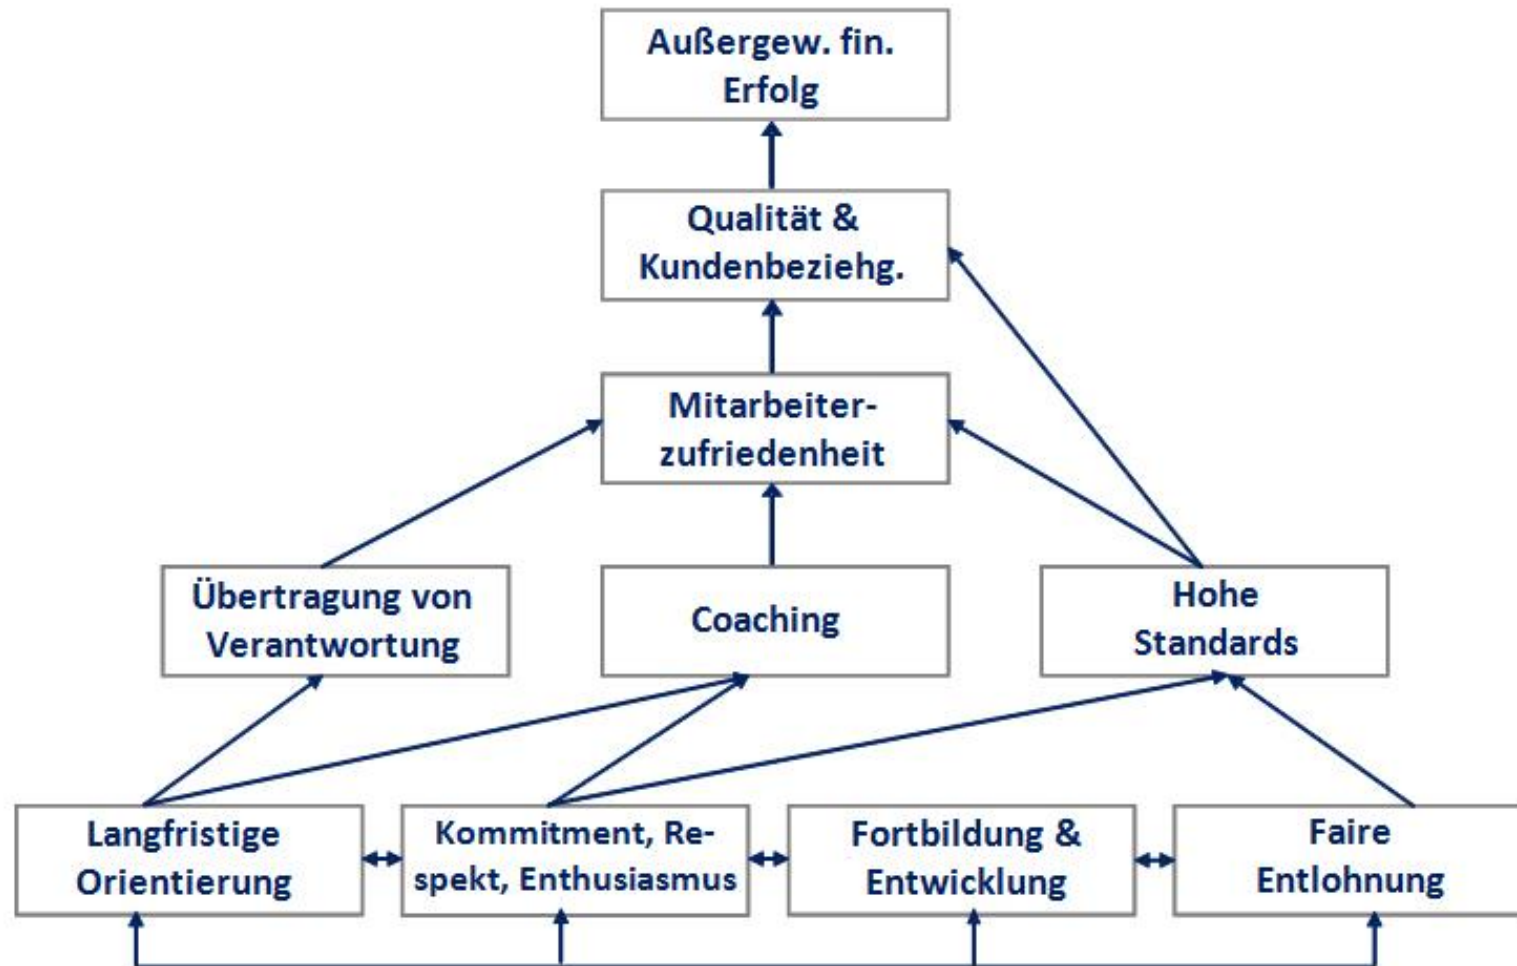 Außergew. fin.
Erfolg
Qualität &
Kundenbeziehg.
Mitarbeiter-
zufriedenheit
Übertragung von
Verantwortung
Coaching
Hohe
Standards
Langfristige
Orientierung
Kommitment, Re-
spekt, Enthusiasmus
Fortbildung &
Entwicklung
Faire
Entlohnung